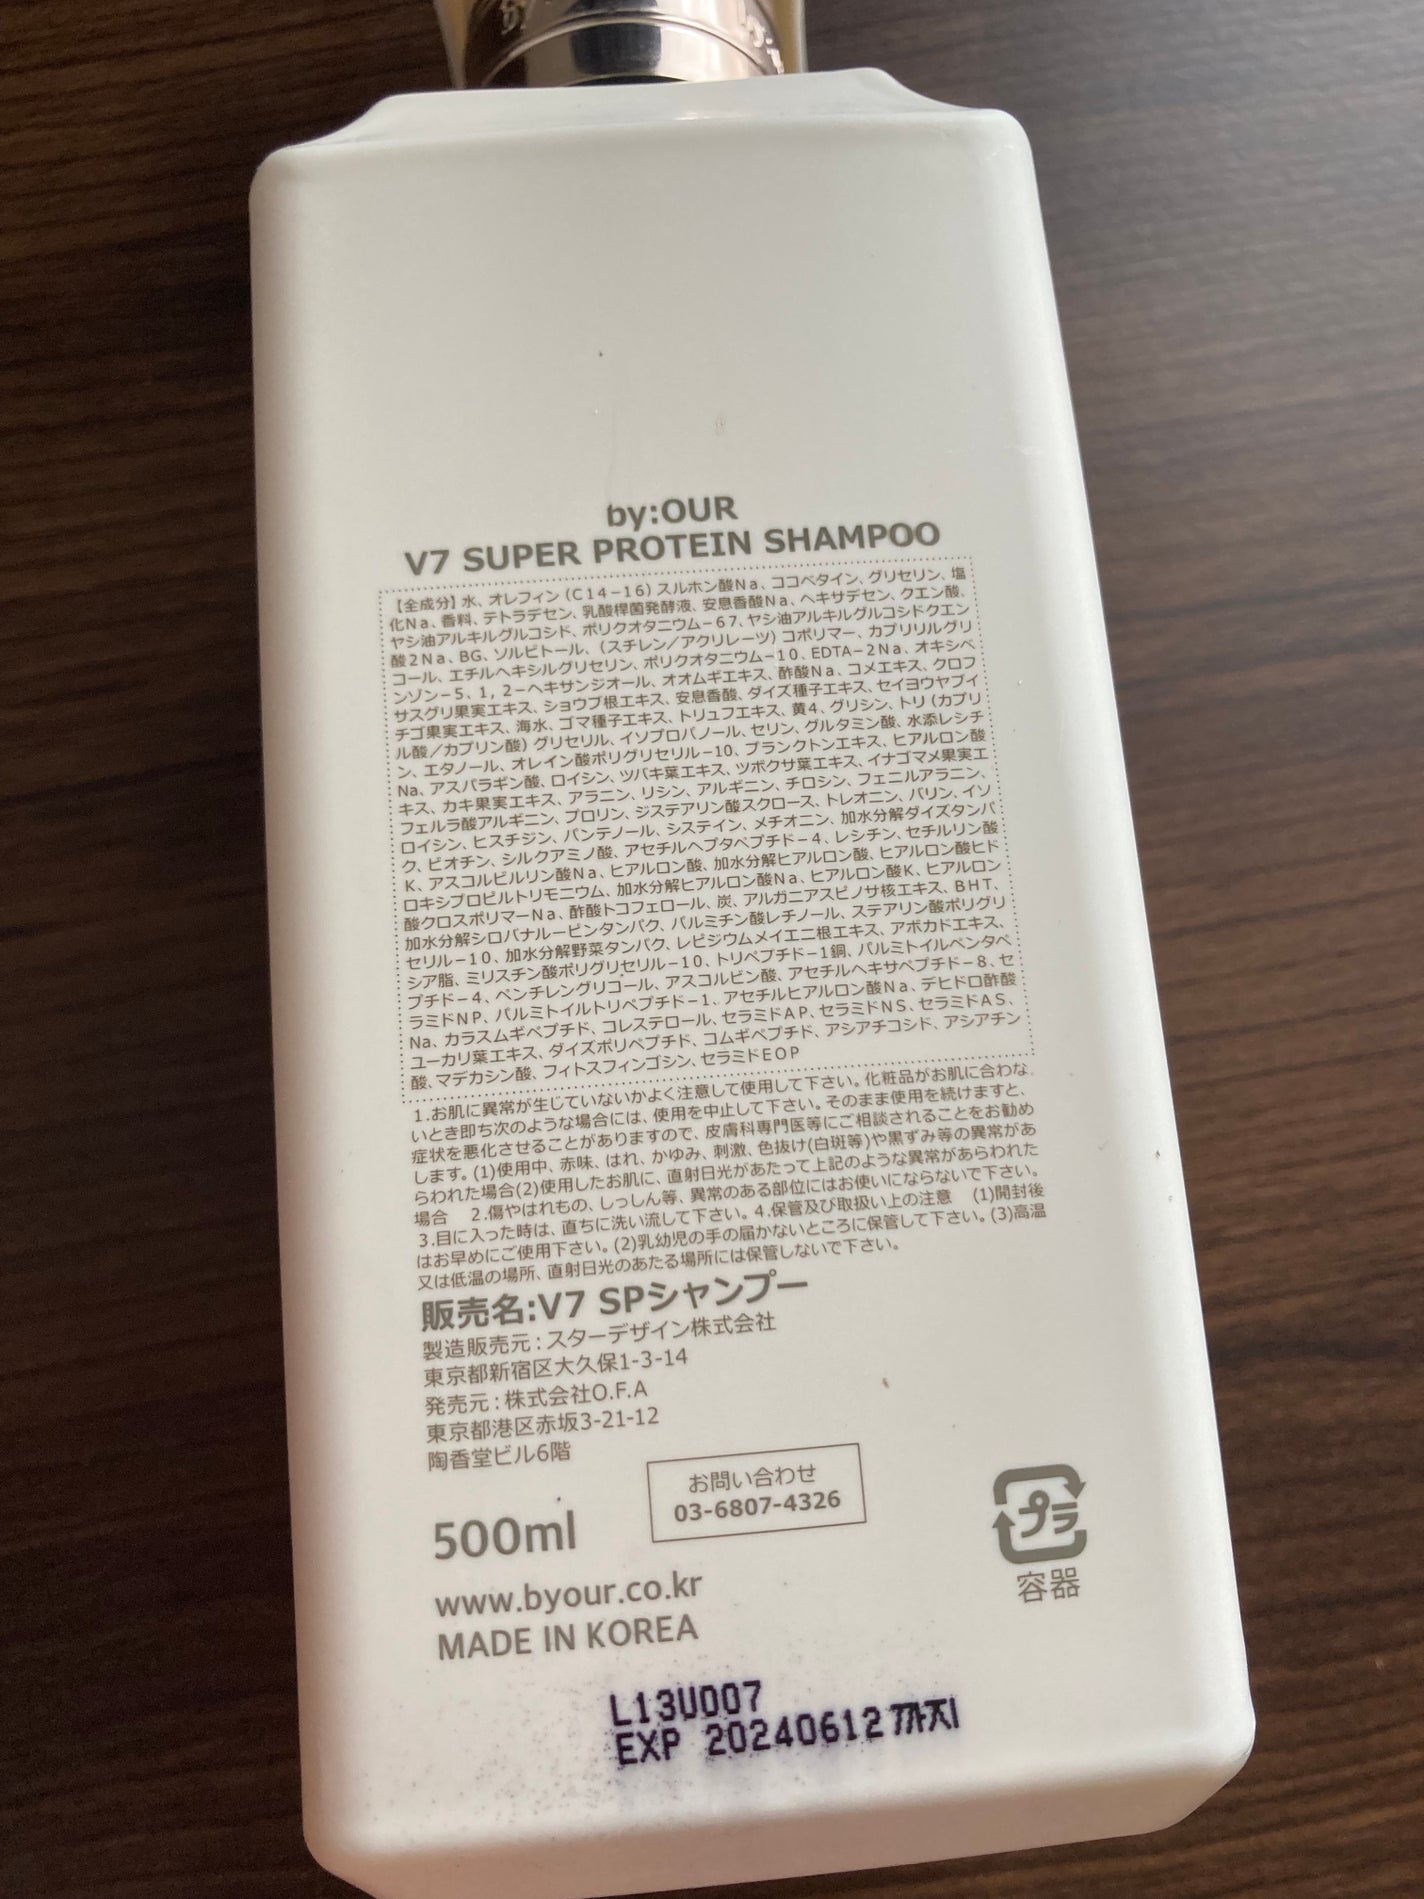 by:OUR
V7 SUPER PROTEIN SHAMPOO
【全成分】水、オレフィン(C14-16)スルホン酸Na、ココベタイン、グリセリン、塩
化Na、香料、テトラデセン、乳酸桿菌発酵液、安息香酸Na、ヘキサデセン、クエン酸、
ヤシ油アルキルグルコシド、ポリクオタニウム-67、ヤシ油アルキルグルコシドクエン
酸2Na、BG、ソルビトール、(スチレン/アクリレーツ)コポリマー、カプリリルグリ
コール、エチルヘキシルグリセリン、ポリクオタニウム-10、EDTA-2Na、オキシベ
ンゾン-5、1,2-ヘキサンジオール、オオムギエキス、酢酸Na、コメエキス、クロフ
サスグリ果実エキス、ショウブ根エキス、安息香酸、ダイズ種子エキス、セイヨウヤブイ
チゴ果実エキス、海水、ゴマ種子エキス、トリュフエキス、黄4、グリシン、トリ(カプリ
ル酸/カプリン酸)グリセリル、イソプロパノール、セリン、グルタミン酸、水添レシチ
ン、エタノール、オレイン酸ポリグリセリル-10、プランクトンエキス、ヒアルロン酸
Na、アスパラギン酸、ロイシン、ツバキ葉エキス、ツボクサ葉エキス、イナゴマメ果実エ
キス、カキ果実エキス、アラニン、リシン、アルギニン、チロシン、フェニルアラニン、
フェルラ酸アルギニン、プロリン、ジステアリン酸スクロース、トレオニン、バリン、イソ
ロイシン、ヒスチジン、パンテノール、システイン、メチオニン、加水分解ダイズタンパ
ク、ビオチン、シルクアミノ酸、アセチルヘプタペプチド-4、レシチン、セチルリン酸
K、アスコルビルリン酸Na、ヒアルロン酸、加水分解ヒアルロン酸、ヒアルロン酸ヒド
ロキシプロピルトリモニウム、加水分解ヒアルロン酸Na、ヒアルロン酸K、ヒアルロン
酸クロスポリマーNa、酢酸トコフェロール、炭、アルガニアスピノサ核エキス、BHT、
加水分解シロバナルーピンタンパク、パルミチン酸レチノール、ステアリン酸ポリグリ
セリル-10、加水分解野菜タンパク、レピジウムメイエニ根エキス、アボカドエキス、
シア脂、ミリスチン酸ポリグリセリル-10、トリペプチド-1銅、パルミトイルペンタペ
プチド-4、ペンチレングリコール、アスコルビン酸、アセチルヘキサペプチド-8、セ
ラミドNP、パルミトイルトリペプチド-1、アセチルヒアルロン酸Na、デヒドロ酢酸
Na、カラスムギペプチド、コレステロール、セラミドAP、セラミドNS、セラミドAS、
ユーカリ葉エキス、ダイズポリペプチド、コムギペプチド、アシアチコシド、アシアチン
酸、マデカシン酸、フィトスフィンゴシン、セラミドEOP
1.お肌に異常が生じていないかよく注意して使用して下さい。化粧品がお肌に合わな
いとき即ち次のような場合には、使用を中止して下さい。そのまま使用を続けますと、
症状を悪化させることがありますので、皮膚科専門医等にご相談されることをお勧め
します。(1)使用中、赤味、はれ、かゆみ、刺激、色抜け(白斑等)や黒ずみ等の異常があ
らわれた場合(2)使用したお肌に、直射日光があたって上記のような異常があらわれた
場合　2.傷やはれもの、しっしん等、異常のある部位にはお使いにならないで下さい。
3.目に入った時は、直ちに洗い流して下さい。4.保管及び取扱い上の注意　(1)開封後
はお早めにご使用下さい。(2)乳幼児の手の届かないところに保管して下さい。(3)高温
又は低温の場所、直射日光のあたる場所には保管しないで下さい。
販売名:V7 SPシャンプー
製造販売元:スターデザイン株式会社
東京都新宿区大久保1-3-14
発売元:株式会社O.F.A
東京都港区赤坂3-21-12
陶香堂ビル6階
お問い合わせ
03-6807-4326
500ml
プラ
容器
www.byour.co.kr
MADE IN KOREA
L13U007
EXP 20240612까지